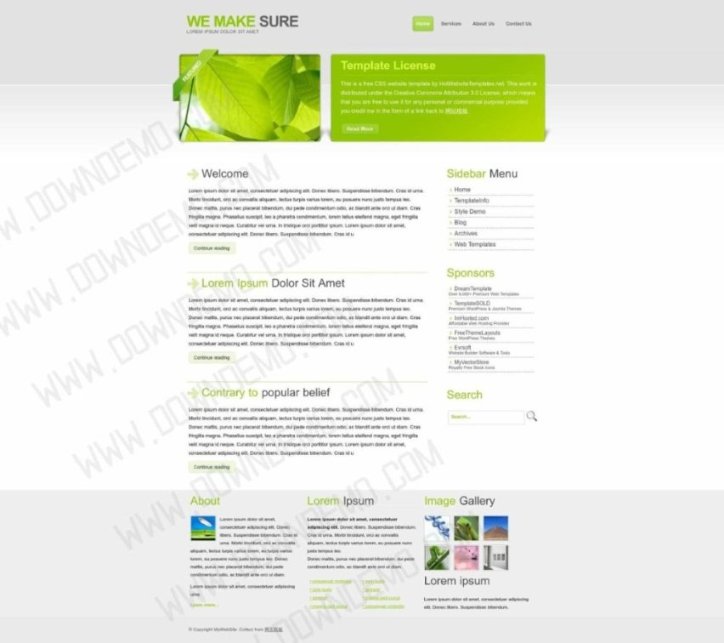 WE MAKE SURE
LOREM IPSUM DOLOR SIT AMET
Home Services About Us Contact Us
FEATURED
Template License
This is a free CSS website template by HotWebsiteTemplates.net. This work is
distributed under the Creative Commons Attribution 3.0 License, which means
that you are free to use it for any personal or commercial purpose provided
you credit me in the form of a link back to 网站模板
Read More
Welcome
Lorem ipsum dolor sit amet, consectetuer adipiscing elit. Donec libero. Suspendisse bibendum. Cras id urna.
Morbi tincidunt, orci ac convallis aliquam, lectus turpis varius lorem, eu posuere nunc justo tempus leo.
Donec mattis, purus nec placerat bibendum, dui pede condimentum odio, ac blandit ante orci ut diam. Cras
fringilla magna. Phasellus suscipit, leo a pharetra condimentum, lorem tellus eleifend magna, eget fringilla
velit magna id neque. Curabitur vel urna. In tristique orci porttitor ipsum. Lorem ipsum dolor sit amet,
consectetuer adipiscing elit. Donec libero. Suspendisse bibendum. Cras id u
Continue reading
Lorem Ipsum Dolor Sit Amet
Lorem ipsum dolor sit amet, consectetuer adipiscing elit. Donec libero. Suspendisse bibendum. Cras id urna.
Morbi tincidunt, orci ac convallis aliquam, lectus turpis varius lorem, eu posuere nunc justo tempus leo.
Donec mattis, purus nec placerat bibendum, dui pede condimentum odio, ac blandit ante orci ut diam. Cras
fringilla magna. Phasellus suscipit, leo a pharetra condimentum, lorem tellus eleifend magna, eget fringilla
velit magna id neque. Curabitur vel urna. In tristique orci porttitor ipsum. Lorem ipsum dolor sit amet,
consectetuer adipiscing elit. Donec libero. Suspendisse bibendum. Cras id u
Continue reading
Contrary to popular belief
Lorem ipsum dolor sit amet, consectetuer adipiscing elit. Donec libero. Suspendisse bibendum. Cras id urna.
Morbi tincidunt, orci ac convallis aliquam, lectus turpis varius lorem, eu posuere nunc justo tempus leo.
Donec mattis, purus nec placerat bibendum, dui pede condimentum odio, ac blandit ante orci ut diam. Cras
fringilla magna. Phasellus suscipit, leo a pharetra condimentum, lorem tellus eleifend magna, eget fringilla
velit magna id neque. Curabitur vel urna. In tristique orci porttitor ipsum. Lorem ipsum dolor sit amet,
consectetuer adipiscing elit. Donec libero. Suspendisse bibendum. Cras id u
Continue reading
Sidebar Menu
Home
TemplateInfo
Style Demo
Blog
Archives
Web Templates
Sponsors
DreamTemplate
Over 6,000+ Premium Web Templates
TemplateSOLD
Premium WordPress & Joomla Themes
ImHosted.com
Affordable Web Hosting Provider
FreeThemeLayouts
Free WordPress Themes
Evrsoft
Website Builder Software & Tools
MyVectorStore
Royalty Free Stock Icons
Search
Search...
About
Lorem ipsum dolor sit amet,
consectetuer adipiscing elit. Donec
libero. Suspendisse bibendum. Cras
id urna. Morbi tincidunt, orci ac convallis
aliquam, lectus turpis varius lorem, eu
posuere nunc justo tempus leo.
Donec mattis, purus nec placerat bibendum, dui pede
condimentum odio, ac blandit ante orci ut diam.
Lorem ipsum dolor sit amet, consectetuer adipiscing elit.
urna.
Learn more...
Lorem Ipsum
Lorem ipsum dolor sit amet, consectetuer
adipiscing elit. Donec libero. Suspendisse bibendum.
Cras id urna. Morbi tincidunt, orci ac convallis aliquam,
lectus turpis varius lorem, eu posuere nunc justo
tempus leo.
Donec mattis, purus nec placerat bibendum, dui pede
condimentum odio, ac blandit ante orci ut diam.
Image Gallery
Lorem ipsum
Lorem ipsum dolor sit amet, consectetuer adipiscing elit. Donec
libero. Suspendisse bibendum.
© Copyright MyWebSite. Collect from 网页模板
WWW.DOWNDEMO.COM
WWW.DOWNDEMO.COM
WWW.DOWNDEMO.COM
WWW.DOWNDEMO.COM